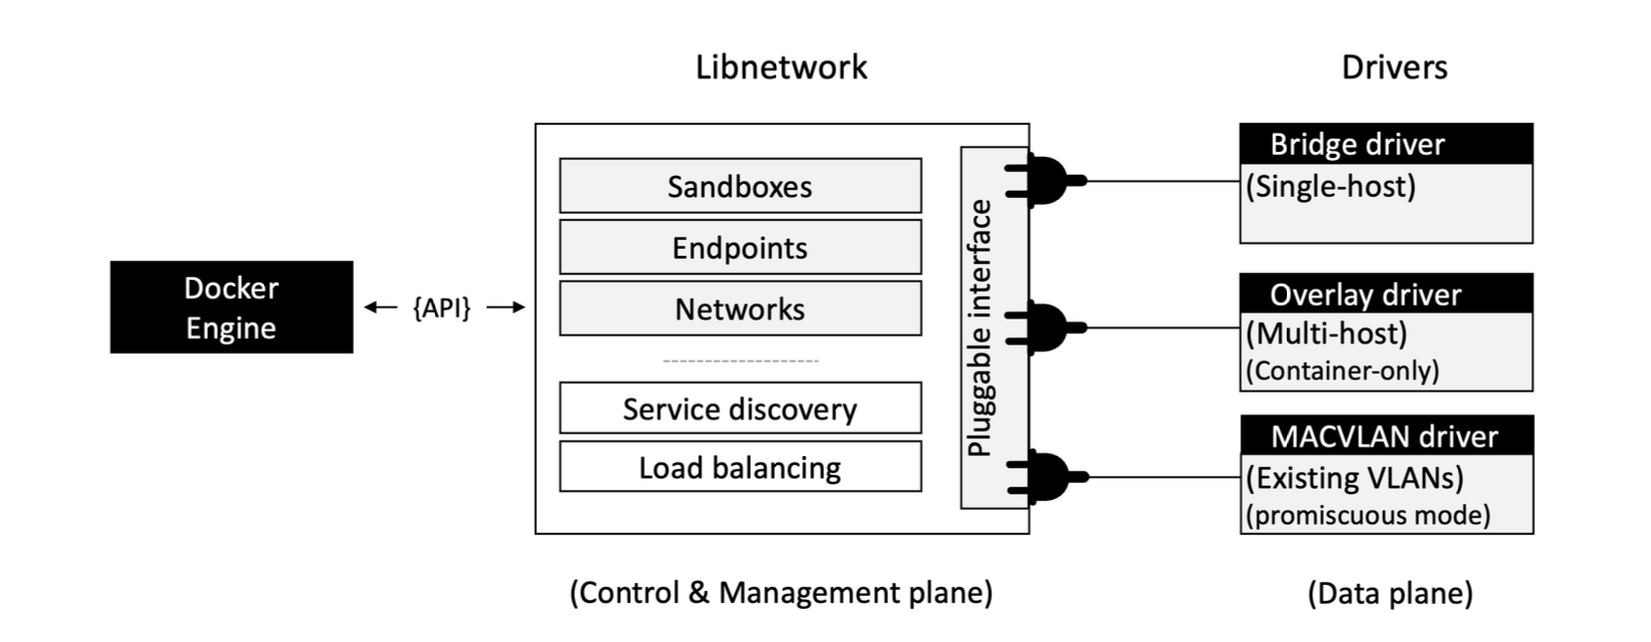 Libnetwork
Drivers
Docker
Engine
{API}
Sandboxes
Endpoints
Networks
Service discovery
Load balancing
Pluggable interface
Bridge driver
(Single-host)
Overlay driver
(Multi-host)
(Container-only)
MACVLAN driver
(Existing VLANs)
(promiscuous mode)
(Control & Management plane)
(Data plane)